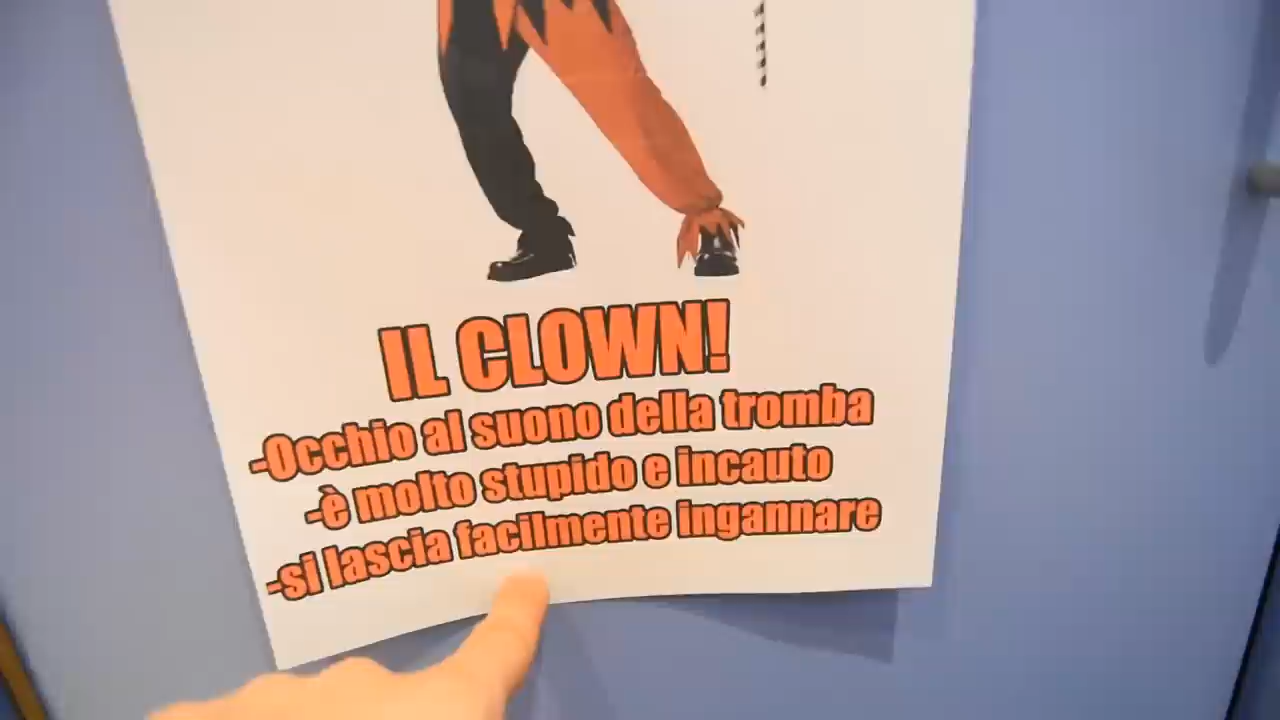 IL CLOWN!
-Occhio al suono della tromba
-è molto stupido e incauto
-si lascia facilmente ingannare